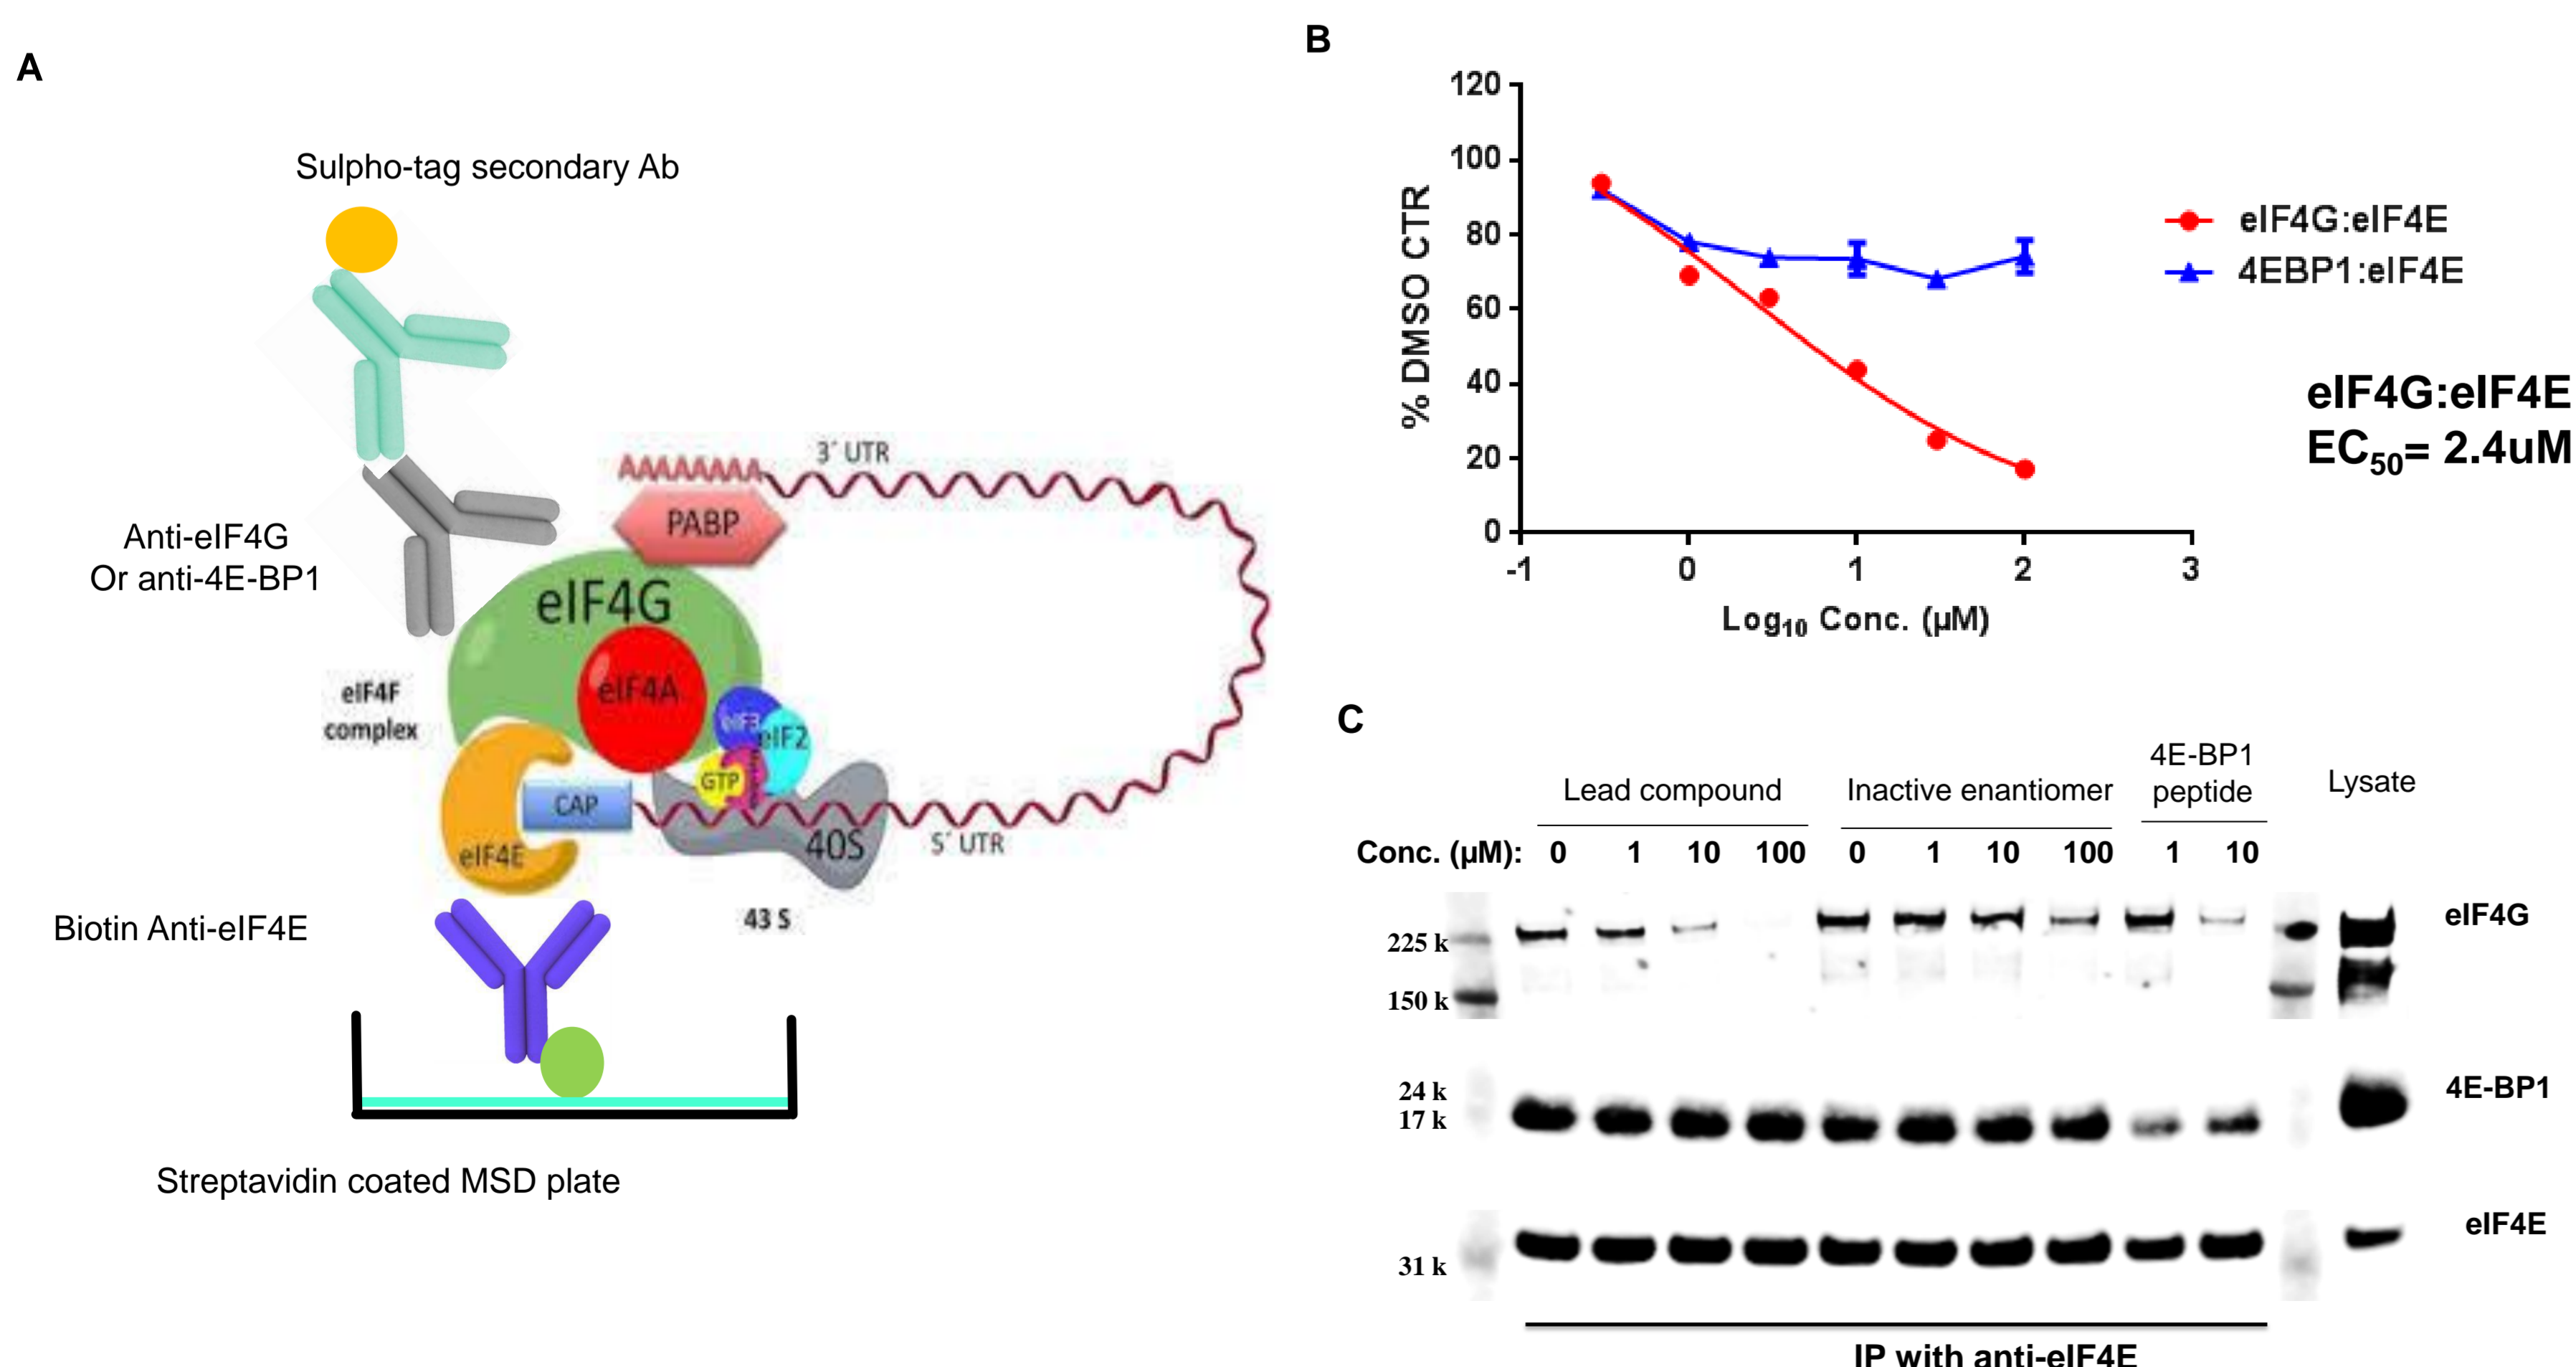 A
Sulpho-tag secondary Ab
Anti-eIF4G
Or anti-4E-BP1
AAAAAAAA
3´ UTR
PABP
eIF4G
eIF4A
eIF4F
complex
eIF3
eIF2
GTP
CAP
eIF4E
40S
5´ UTR
43 S
Biotin Anti-eIF4E
Streptavidin coated MSD plate
B
120
100
80
60
40
20
0
-1 0 1 2 3
% DMSO CTR
Log10 Conc. (µM)
eIF4G:eIF4E
4EBP1:eIF4E
eIF4G:eIF4E
EC50= 2.4uM
C
Lead compound
Inactive enantiomer
4E-BP1
peptide
Lysate
Conc. (µM): 0 1 10 100 0 1 10 100 1 10
225 k
150 k
eIF4G
24 k
17 k
4E-BP1
31 k
eIF4E
IP with anti-eIF4E